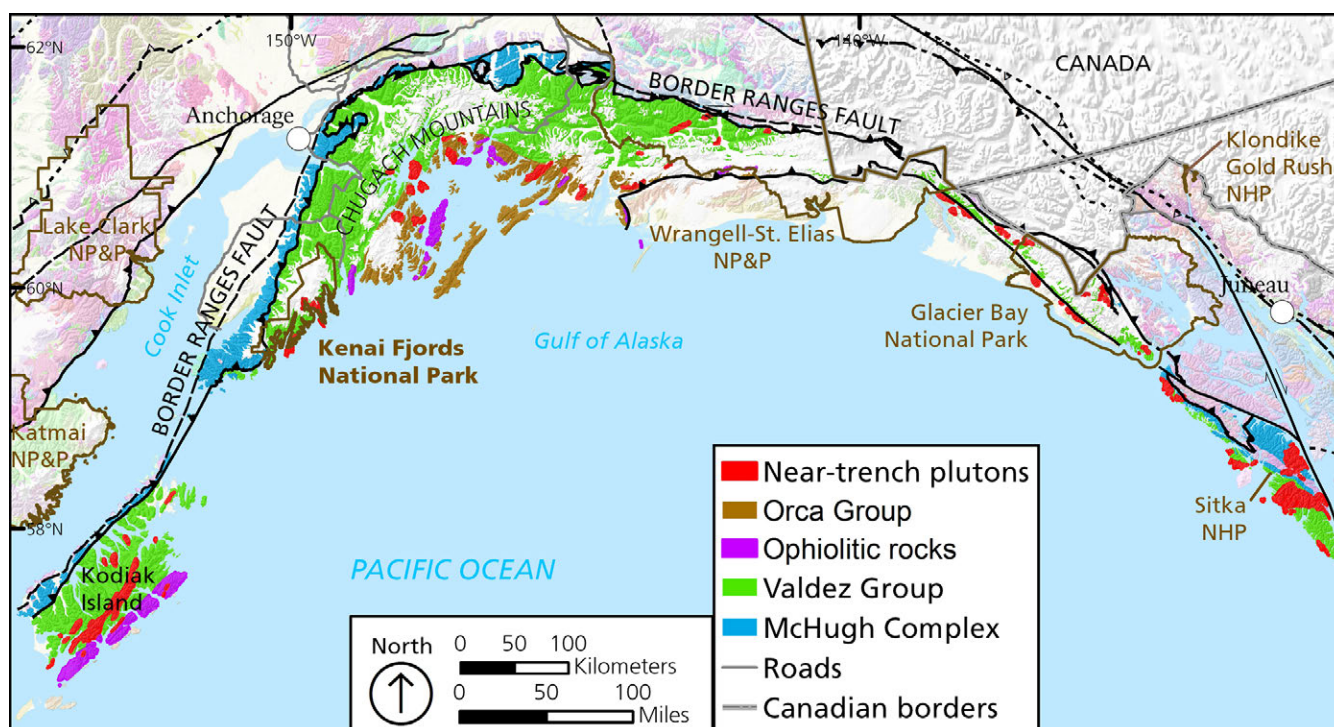 62°N
150°W
140°W
CANADA
Anchorage
BORDER RANGES FAULT
CHUGACH MOUNTAINS
Klondike
Gold Rush
NHP
Lake Clark
NP&P
Wrangell-St. Elias
NP&P
Cook Inlet
BORDER RANGES FAULT
60°N
Juneau
Glacier Bay
National Park
Gulf of Alaska
Kenai Fjords
National Park
Katmai
NP&P
58°N
Sitka
NHP
Kodiak
Island
PACIFIC OCEAN
Near-trench plutons
Orca Group
Ophiolitic rocks
Valdez Group
McHugh Complex
Roads
Canadian borders
North
0 50 100
Kilometers
0 50 100
Miles